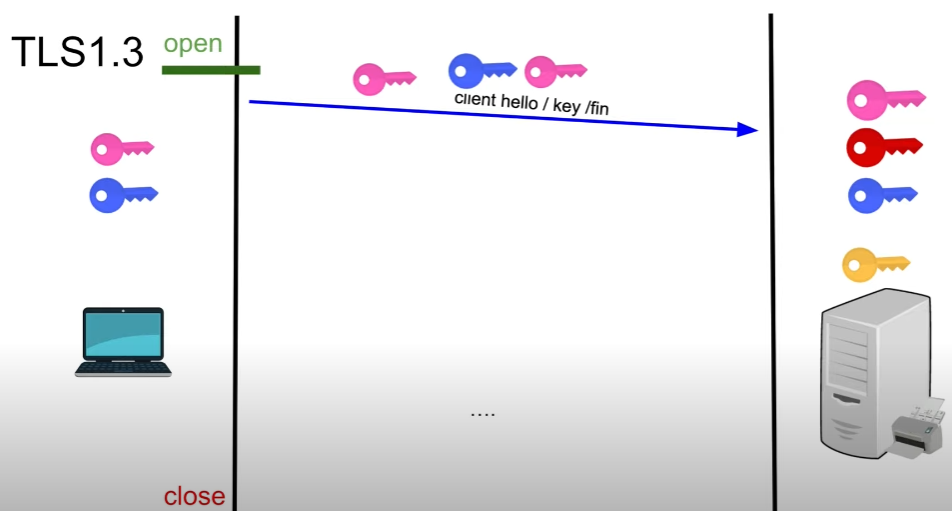 TLS1.3
open
client hello / key /fin
....
close